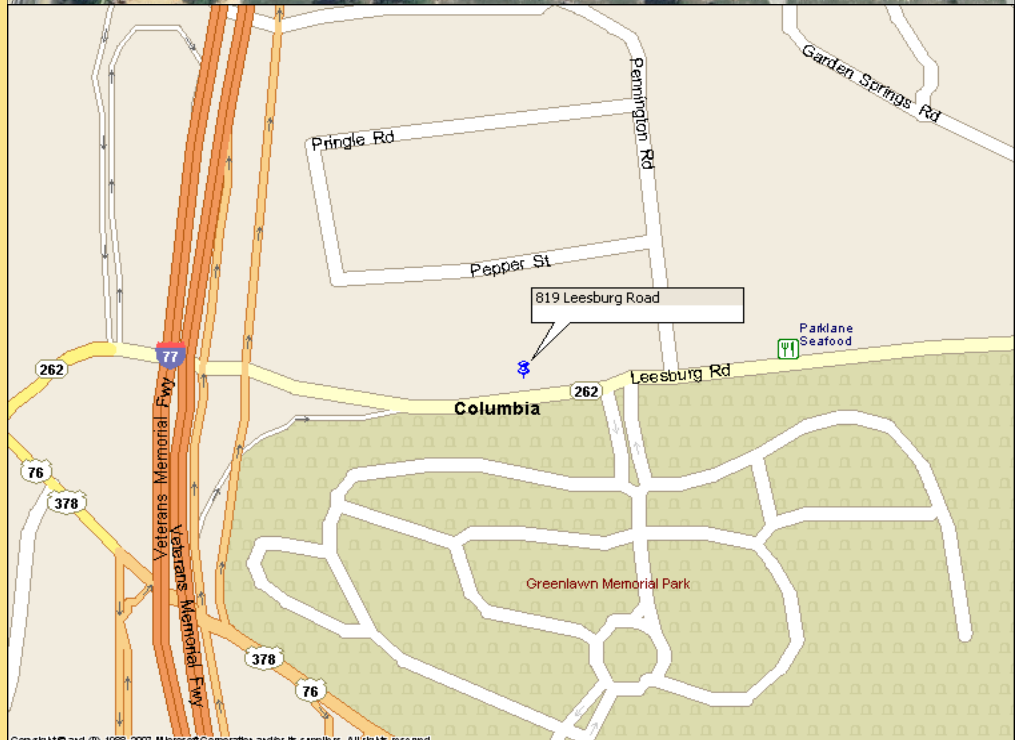 Garden Springs Rd
Pennington Rd
Pringle Rd
Pepper St
819 Leesburg Road
Parklane
Seafood
77
262
262
Leesburg Rd
Columbia
Veterans Memorial Fwy
76
378
Veterans Memorial Fwy
Greenlawn Memorial Park
378
76